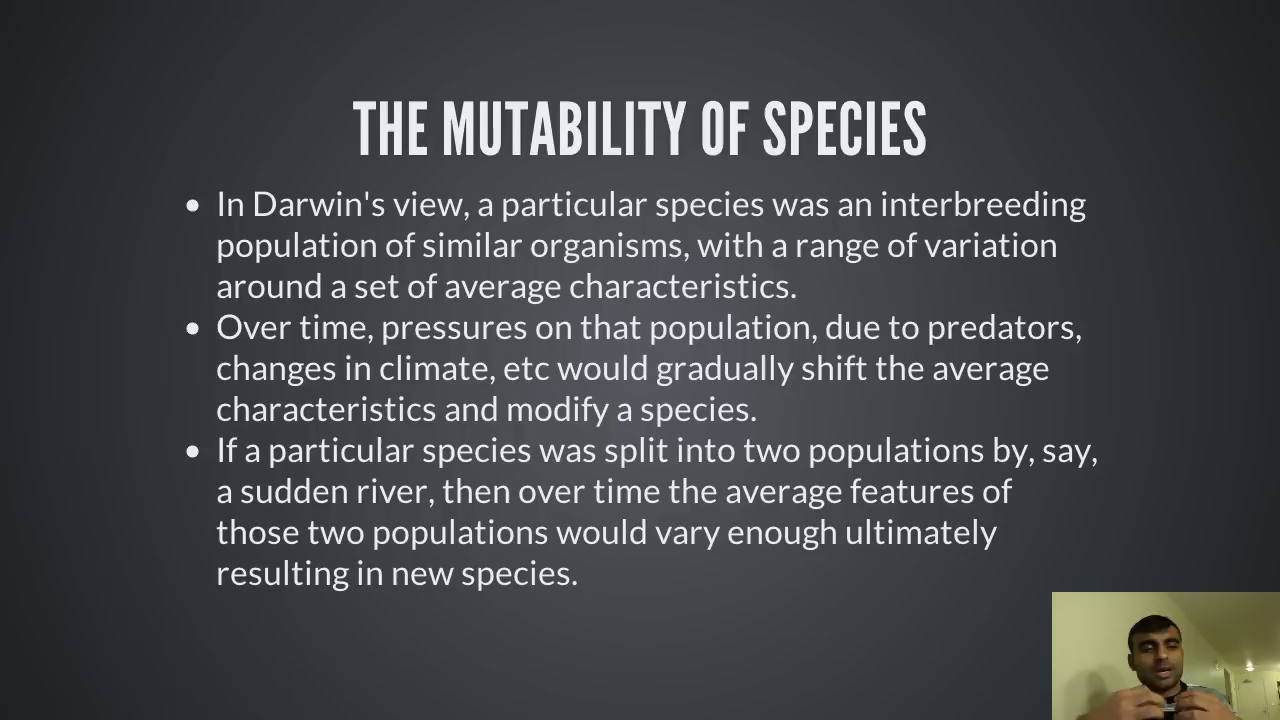 THE MUTABILITY OF SPECIES
• In Darwin's view, a particular species was an interbreeding
population of similar organisms, with a range of variation
around a set of average characteristics.
• Over time, pressures on that population, due to predators,
changes in climate, etc would gradually shift the average
characteristics and modify a species.
• If a particular species was split into two populations by, say,
a sudden river, then over time the average features of
those two populations would vary enough ultimately
resulting in new species.